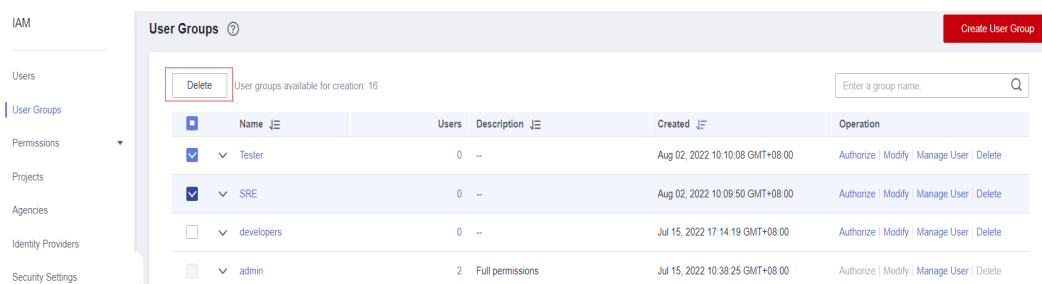 IAM
Users
User Groups
Permissions
Projects
Agencies
Identity Providers
Security Settings
User Groups ?
Create User Group
Delete User groups available for creation: 16
Enter a group name.
Name Users Description Created Operation
Tester 0 -- Aug 02, 2022 10:10:08 GMT+08:00 Authorize | Modify | Manage User | Delete
SRE 0 -- Aug 02, 2022 10:09:50 GMT+08:00 Authorize | Modify | Manage User | Delete
developers 0 -- Jul 15, 2022 17:14:19 GMT+08:00 Authorize | Modify | Manage User | Delete
admin 2 Full permissions Jul 15, 2022 10:38:25 GMT+08:00 Authorize | Modify | Manage User | Delete